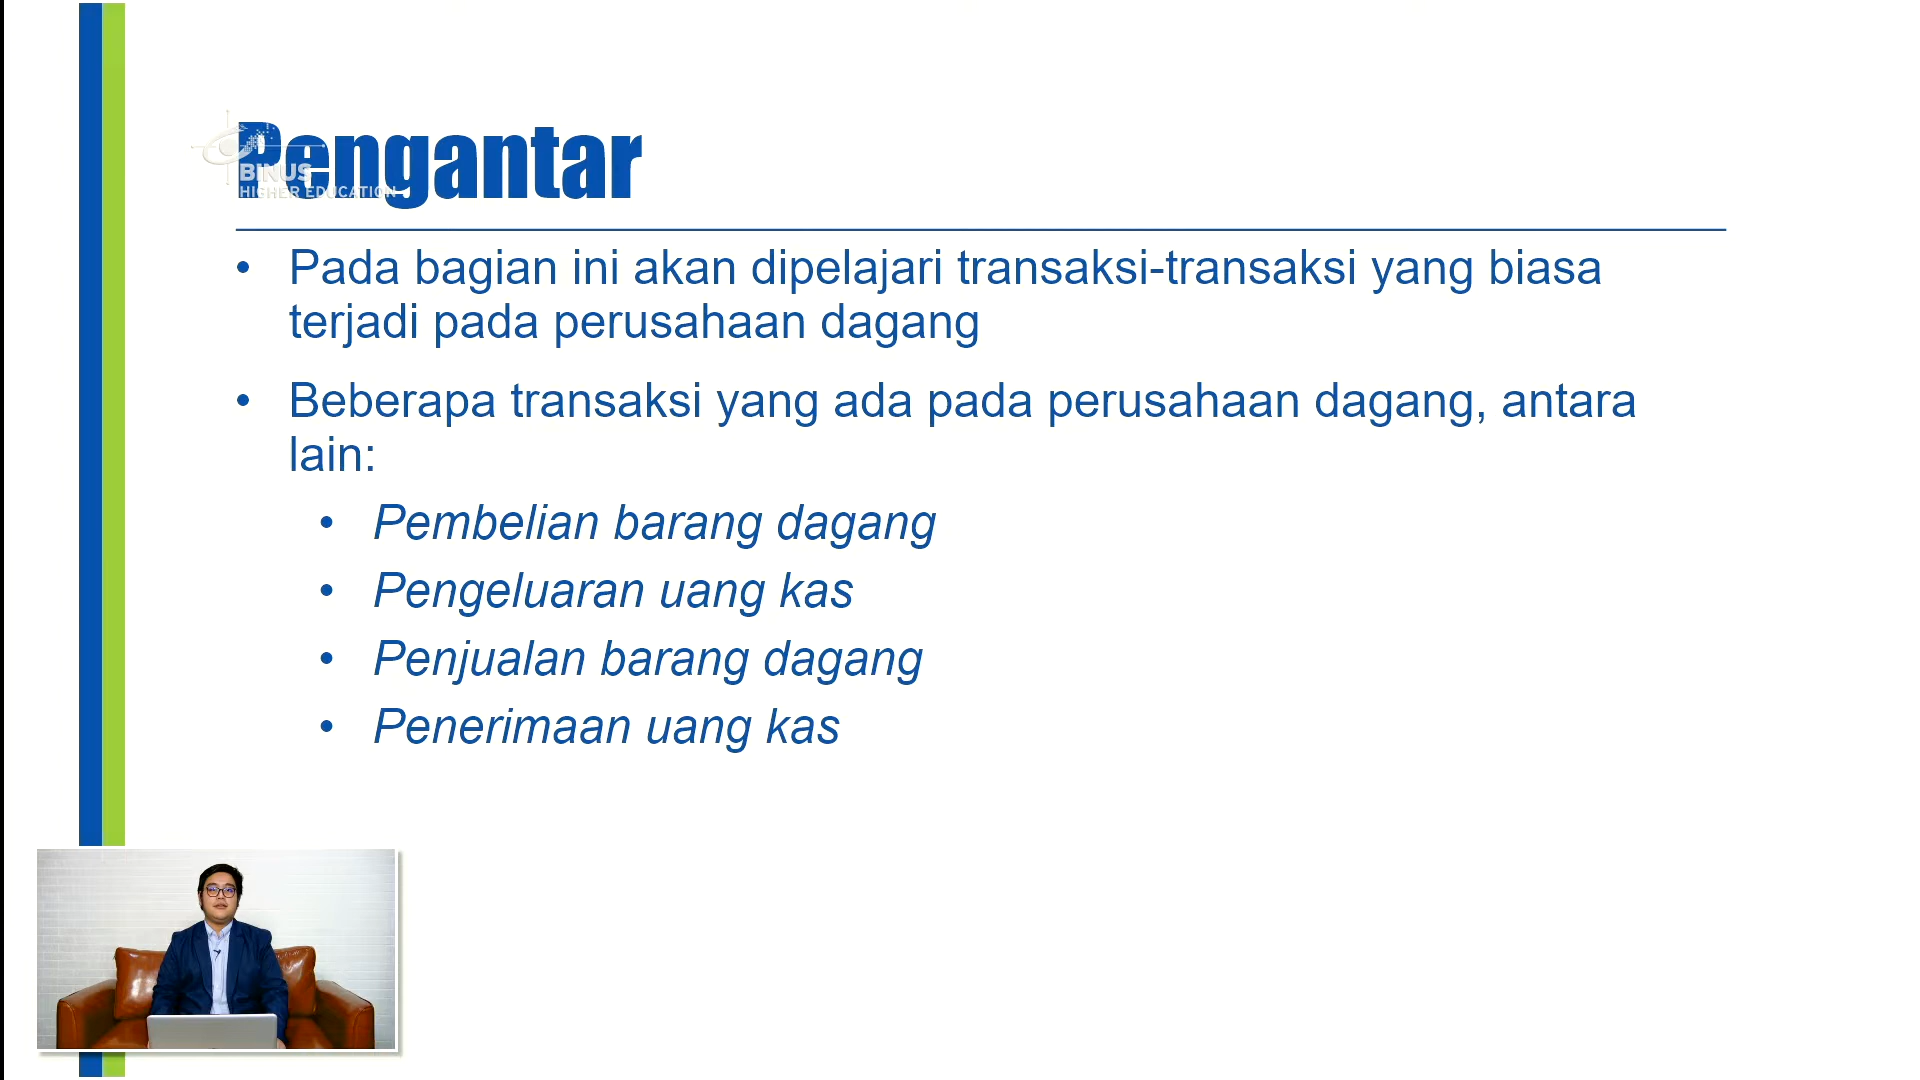 Pengantar
BINUS
HIGHER EDUCATION
• Pada bagian ini akan dipelajari transaksi-transaksi yang biasa
terjadi pada perusahaan dagang
• Beberapa transaksi yang ada pada perusahaan dagang, antara
lain:
• Pembelian barang dagang
• Pengeluaran uang kas
• Penjualan barang dagang
• Penerimaan uang kas